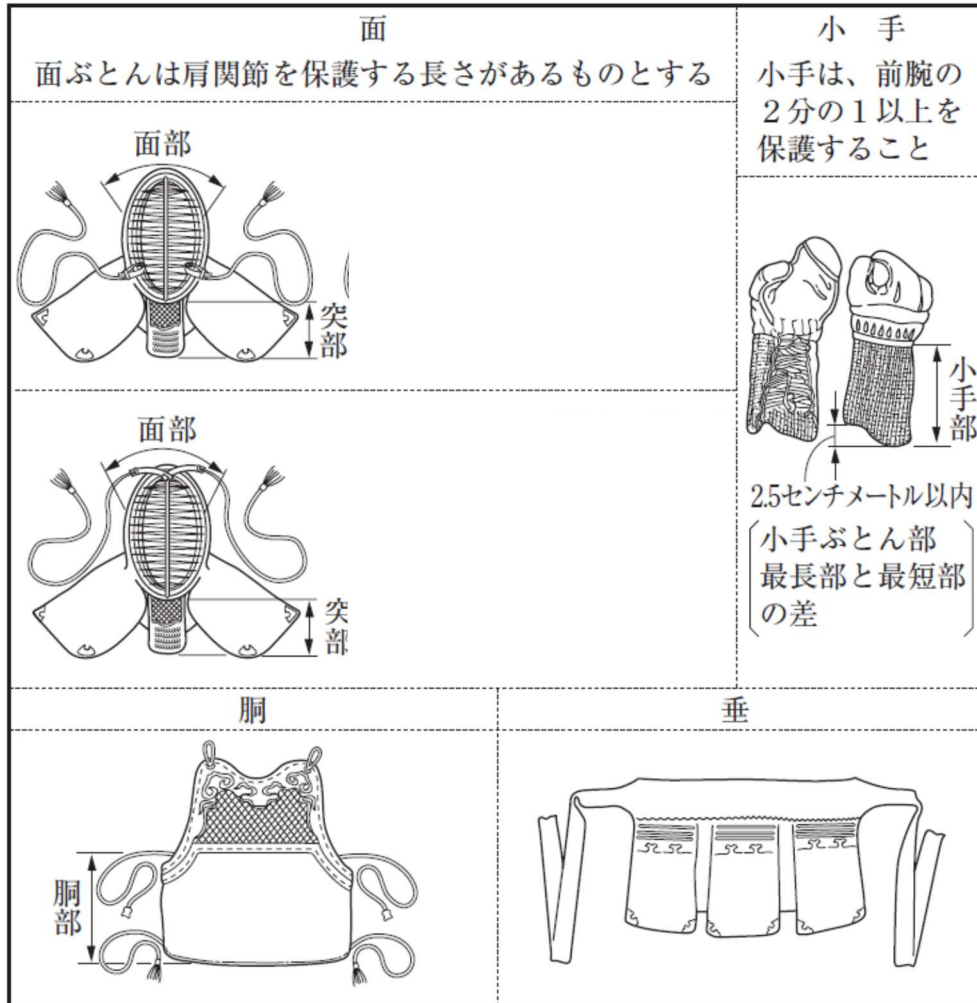 面
面ぶとんは肩関節を保護する長さがあるものとする
面部
突部
面部
突部
小 手
小手は、前腕の
2分の1以上を
保護すること
小手部
2.5センチメートル以内
小手ぶとん部
最長部と最短部
の差
胴
胴部
垂